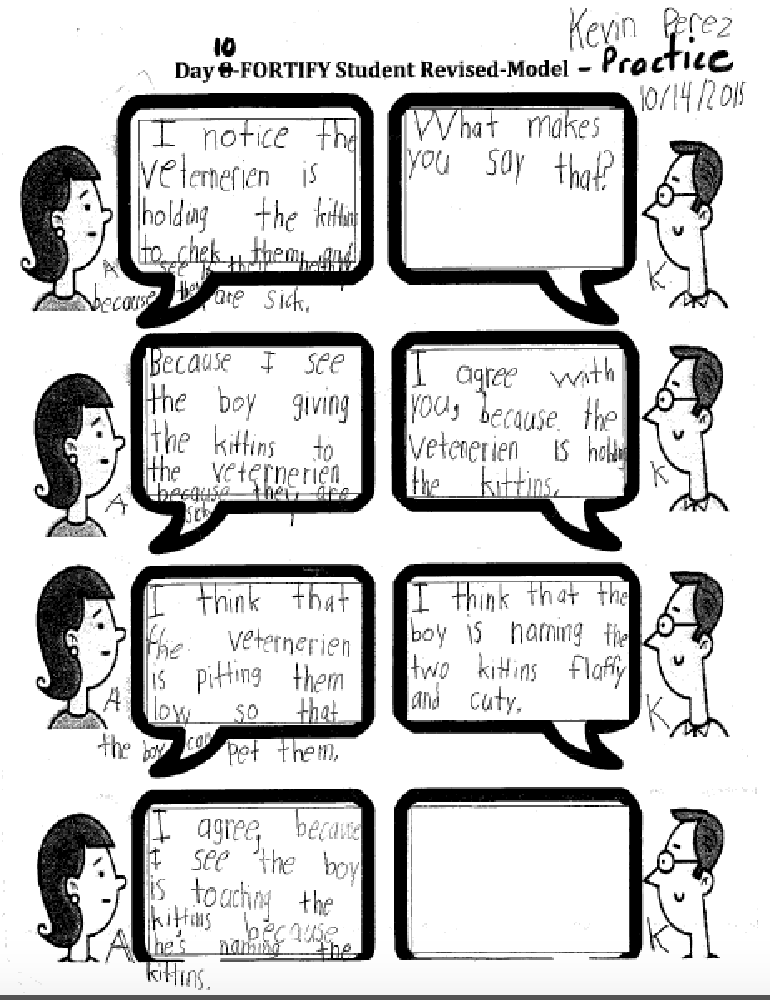 Kevin Perez
10
Day 8-FORTIFY Student Revised-Model - Practice
10/14/2015
I notice the
veternerien is
holding the kittins
to chek them, and
see is their helthy
because they are sick.
A
What makes
you say
that?
K
Because I see
the boy giving
the kittins to
the veternerien
because they are
sick
A
I agree with
you, because the
vetenerien is holding
the kittins.
K
I think that
the veternerien
is pitting them
low so that
the boy can pet them.
A
I think that the
boy is naming the
two kittins flaffy
and cuty.
K
I agree, because
I see the boy
is toaching the
kittins because
he's naming the
kittins.
A
K